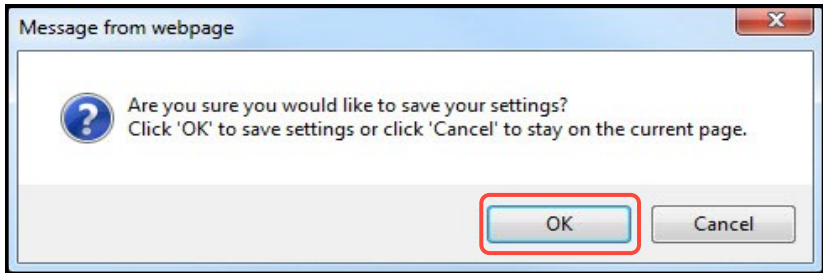 Message from webpage
Are you sure you would like to save your settings?
Click 'OK' to save settings or click 'Cancel' to stay on the current page.
OK
Cancel